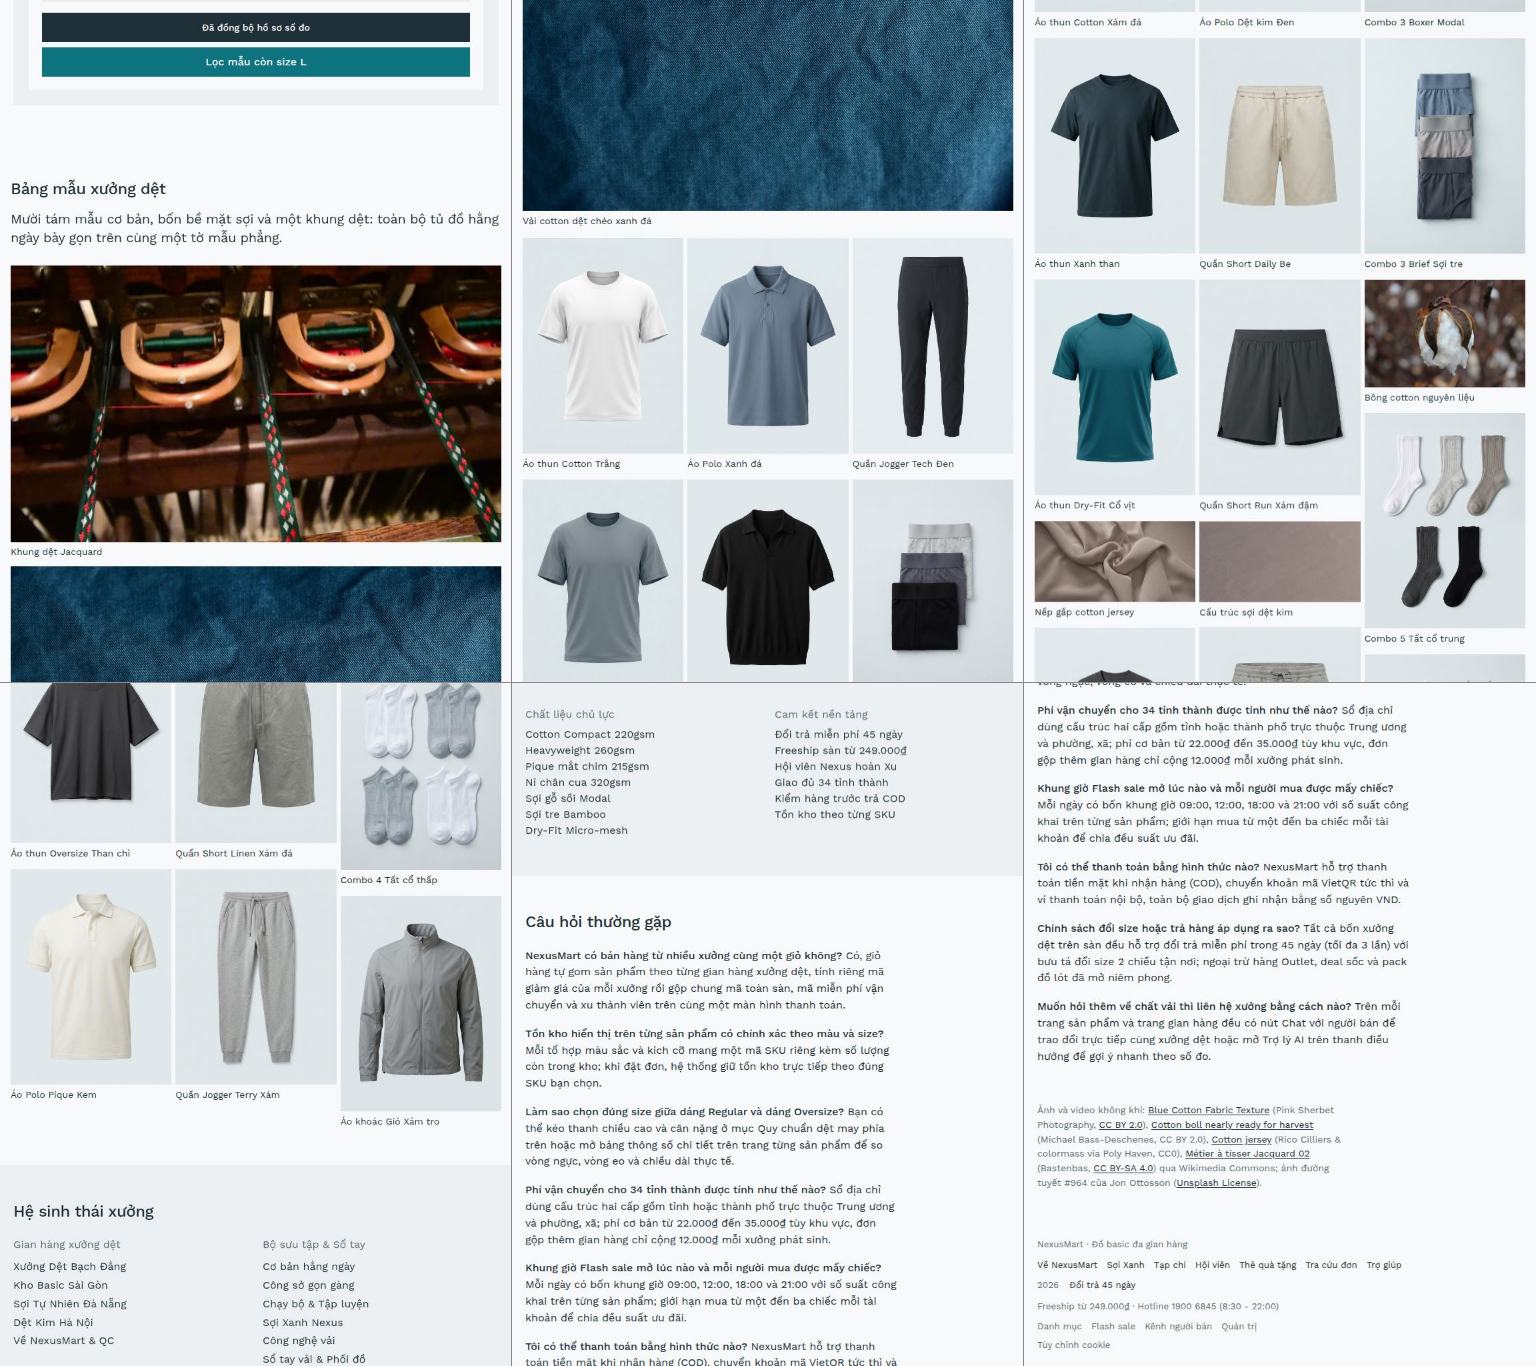 Đã đồng bộ hồ sơ số đo
Lọc mẫu còn size L
Bảng mẫu xưởng dệt
Mười tám mẫu cơ bản, bốn bề mặt sợi và một khung dệt: toàn bộ tủ đồ hằng
ngày bày gọn trên cùng một tờ mẫu phẳng.
Khung dệt Jacquard
Vải cotton dệt chéo xanh đá
Áo thun Cotton Trắng
Áo Polo Xanh đá
Quần Jogger Tech Đen
Áo thun Cotton Xám đá
Áo Polo Dệt kim Đen
Combo 3 Boxer Modal
Áo thun Xanh than
Quần Short Daily Be
Combo 3 Brief Sợi tre
Bông cotton nguyên liệu
Áo thun Dry-Fit Cổ vịt
Quần Short Run Xám đậm
Nếp gấp cotton jersey
Cấu trúc sợi dệt kim
Combo 5 Tất cổ trung
Áo thun Oversize Than chì
Quần Short Linen Xám đá
Combo 4 Tất cổ thấp
Áo Polo Pique Kem
Quần Jogger Terry Xám
Áo khoác Gió Xám tro
Hệ sinh thái xưởng
Gian hàng xưởng dệt
Xưởng Dệt Bạch Đằng
Kho Basic Sài Gòn
Sợi Tự Nhiên Đà Nẵng
Dệt Kim Hà Nội
Về NexusMart & QC
Bộ sưu tập & Sổ tay
Cơ bản hằng ngày
Công sở gọn gàng
Chạy bộ & Tập luyện
Sợi Xanh Nexus
Công nghệ vải
Sổ tay vải & Phối đồ
Chất liệu chủ lực
Cotton Compact 220gsm
Heavyweight 260gsm
Pique mắt chim 215gsm
Nỉ chân cua 320gsm
Sợi gỗ sồi Modal
Sợi tre Bamboo
Dry-Fit Micro-mesh
Cam kết nền tảng
Đổi trả miễn phí 45 ngày
Freeship sàn từ 249.000₫
Hội viên Nexus hoàn Xu
Giao đủ 34 tỉnh thành
Kiểm hàng trước trả COD
Tồn kho theo từng SKU
Câu hỏi thường gặp
NexusMart có bán hàng từ nhiều xưởng cùng một giỏ không? Có, giỏ
hàng tự gom sản phẩm theo từng gian hàng xưởng dệt, tính riêng mã
giảm giá của mỗi xưởng rồi gộp chung mã toàn sàn, mã miễn phí vận
chuyển và xu thành viên trên cùng một màn hình thanh toán.
Tồn kho hiển thị trên từng sản phẩm có chính xác theo màu và size?
Mỗi tổ hợp màu sắc và kích cỡ mang một mã SKU riêng kèm số lượng
còn trong kho; khi đặt đơn, hệ thống giữ tồn kho trực tiếp theo đúng
SKU bạn chọn.
Làm sao chọn đúng size giữa dáng Regular và dáng Oversize? Bạn có
thể kéo thanh chiều cao và cân nặng ở mục Quy chuẩn dệt may phía
trên hoặc mở bảng thông số chi tiết trên trang từng sản phẩm để so
vòng ngực, vòng eo và chiều dài thực tế.
Phí vận chuyển cho 34 tỉnh thành được tính như thế nào? Sổ địa chỉ
dùng cấu trúc hai cấp gồm tỉnh hoặc thành phố trực thuộc Trung ương
và phường, xã; phí cơ bản từ 22.000₫ đến 35.000₫ tùy khu vực, đơn
gộp thêm gian hàng chỉ cộng 12.000₫ mỗi xưởng phát sinh.
Khung giờ Flash sale mở lúc nào và mỗi người mua được mấy chiếc?
Mỗi ngày có bốn khung giờ 09:00, 12:00, 18:00 và 21:00 với số suất công
khai trên từng sản phẩm; giới hạn mua từ một đến ba chiếc mỗi tài
khoản để chia đều suất ưu đãi.
Tôi có thể thanh toán bằng hình thức nào? NexusMart hỗ trợ thanh
toán tiền mặt khi nhận hàng (COD), chuyển khoản mã VietQR tức thì và
vòng ngực, vòng eo và chiều dài thực tế.
Phí vận chuyển cho 34 tỉnh thành được tính như thế nào? Sổ địa chỉ
dùng cấu trúc hai cấp gồm tỉnh hoặc thành phố trực thuộc Trung ương
và phường, xã; phí cơ bản từ 22.000₫ đến 35.000₫ tùy khu vực, đơn
gộp thêm gian hàng chỉ cộng 12.000₫ mỗi xưởng phát sinh.
Khung giờ Flash sale mở lúc nào và mỗi người mua được mấy chiếc?
Mỗi ngày có bốn khung giờ 09:00, 12:00, 18:00 và 21:00 với số suất công
khai trên từng sản phẩm; giới hạn mua từ một đến ba chiếc mỗi tài
khoản để chia đều suất ưu đãi.
Tôi có thể thanh toán bằng hình thức nào? NexusMart hỗ trợ thanh
toán tiền mặt khi nhận hàng (COD), chuyển khoản mã VietQR tức thì và
ví thanh toán nội bộ, toàn bộ giao dịch ghi nhận bằng số nguyên VND.
Chính sách đổi size hoặc trả hàng áp dụng ra sao? Tất cả bốn xưởng
dệt trên sàn đều hỗ trợ đổi trả miễn phí trong 45 ngày (tối đa 3 lần) với
bưu tá đổi size 2 chiều tận nơi; ngoại trừ hàng Outlet, deal sốc và pack
đồ lót đã mở niêm phong.
Muốn hỏi thêm về chất vải thì liên hệ xưởng bằng cách nào? Trên mỗi
trang sản phẩm và trang gian hàng đều có nút Chat với người bán để
trao đổi trực tiếp cùng xưởng dệt hoặc mở Trợ lý AI trên thanh điều
hướng để gợi ý nhanh theo số đo.
Ảnh và video không khí: Blue Cotton Fabric Texture (Pink Sherbet
Photography, CC BY 2.0), Cotton boll nearly ready for harvest
(Michael Bass-Deschenes, CC BY 2.0), Cotton jersey (Rico Cilliers &
colormass via Poly Haven, CC0), Métier à tisser Jacquard 02
(Bastenbas, CC BY-SA 4.0) qua Wikimedia Commons; ảnh đường
tuyết #964 của Jon Ottosson (Unsplash License).
NexusMart · Đồ basic đa gian hàng
Về NexusMart Sợi Xanh Tạp chí Hội viên Thẻ quà tặng Tra cứu đơn Trợ giúp
2026 Đổi trả 45 ngày
Freeship từ 249.000₫ · Hotline 1900 6845 (8:30 - 22:00)
Danh mục Flash sale Kênh người bán Quản trị
Tùy chỉnh cookie